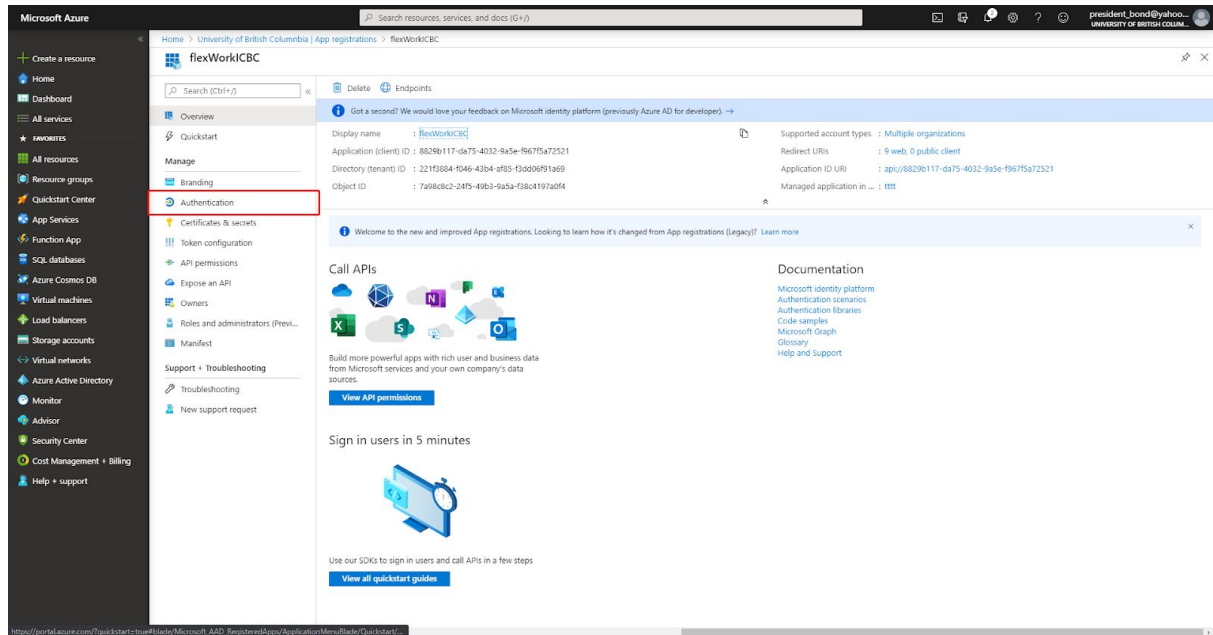 Microsoft Azure
Search resources, services, and docs (G+/)
president_bond@yahoo...
UNIVERSITY OF BRITISH COLUM...
Create a resource
Home
Dashboard
All services
FAVORITES
All resources
Resource groups
Quickstart Center
App Services
Function App
SQL databases
Azure Cosmos DB
Virtual machines
Load balancers
Storage accounts
Virtual networks
Azure Active Directory
Monitor
Advisor
Security Center
Cost Management + Billing
Help + support
Home > University of British Columnbia | App registrations > flexWorkICBC
flexWorkICBC
Search (Ctrl+/)
Overview
Quickstart
Manage
Branding
Authentication
Certificates & secrets
Token configuration
API permissions
Expose an API
Owners
Roles and administrators (Previ...
Manifest
Support + Troubleshooting
Troubleshooting
New support request
Delete Endpoints
Got a second? We would love your feedback on Microsoft identity platform (previously Azure AD for developer). →
Display name : flexWorkICBC
Application (client) ID : 8829b117-da75-4032-9a5e-f967f5a72521
Directory (tenant) ID : 221f3884-f046-43b4-af85-f3dd06f91a69
Object ID : 7a98c8c2-24f5-49b3-9a5a-f38c4197a0f4
Supported account types : Multiple organizations
Redirect URIs : 9 web, 0 public client
Application ID URI : api://8829b117-da75-4032-9a5e-f967f5a72521
Managed application in ... : tttt
Welcome to the new and improved App registrations. Looking to learn how it's changed from App registrations (Legacy)? Learn more
Call APIs
Build more powerful apps with rich user and business data
from Microsoft services and your own company's data
sources.
View API permissions
Sign in users in 5 minutes
Use our SDKs to sign in users and call APIs in a few steps
View all quickstart guides
Documentation
Microsoft identity platform
Authentication scenarios
Authentication libraries
Code samples
Microsoft Graph
Glossary
Help and Support
https://portal.azure.com/?quickstart=true#blade/Microsoft_AAD_RegisteredApps/ApplicationMenuBlade/Quickstart/...